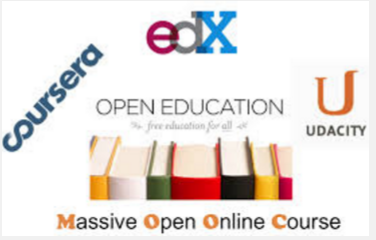 edX
coursera
OPEN EDUCATION
free education for all
UDACITY
Massive Open Online Course